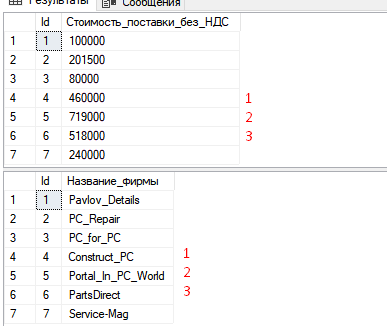 Результаты Сообщения
Id Стоимость_поставки_без_НДС
1 1 100000
2 2 201500
3 3 80000
4 4 460000 1
5 5 719000 2
6 6 518000 3
7 7 240000
Id Название_фирмы
1 1 Pavlov_Details
2 2 PC_Repair
3 3 PC_for_PC
4 4 Construct_PC 1
5 5 Portal_In_PC_World 2
6 6 PartsDirect 3
7 7 Service-Mag